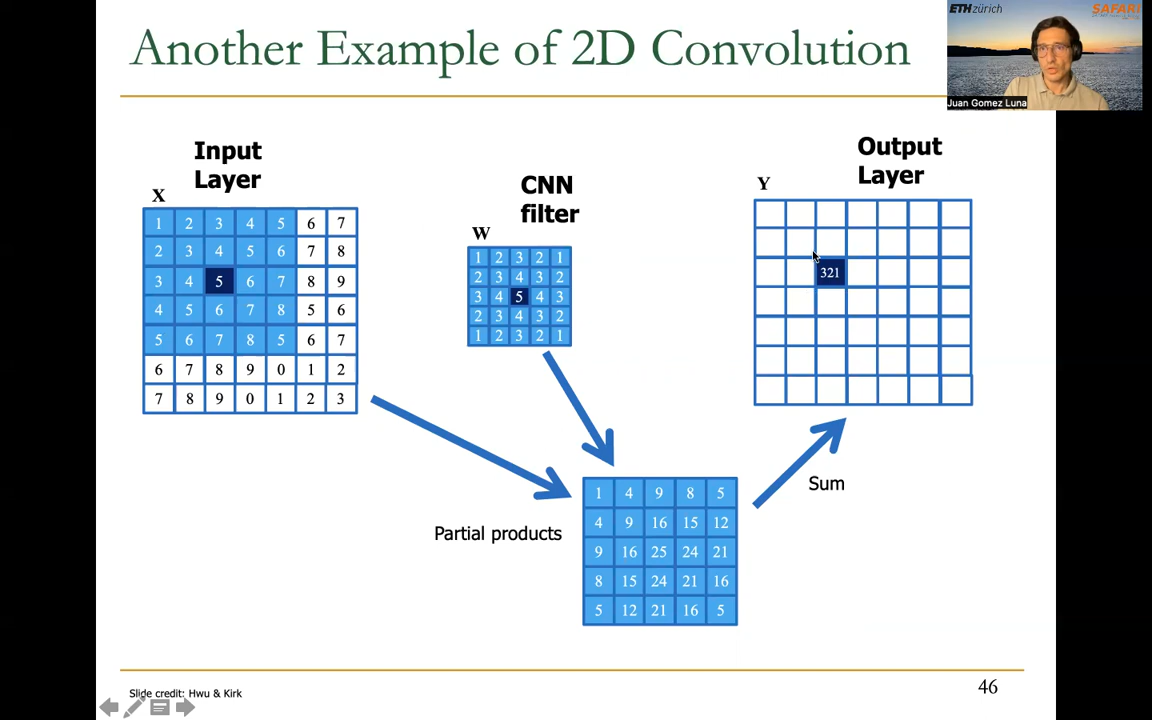 Another Example of 2D Convolution
ETH zürich
SAFARI
Juan Gomez Luna
Input
Layer
X
1 2 3 4 5 6 7
2 3 4 5 6 7 8
3 4 5 6 7 8 9
4 5 6 7 8 5 6
5 6 7 8 5 6 7
6 7 8 9 0 1 2
7 8 9 0 1 2 3
CNN
filter
W
1 2 3 2 1
2 3 4 3 2
3 4 5 4 3
2 3 4 3 2
1 2 3 2 1
Output
Layer
Y
321
Partial products
1 4 9 8 5
4 9 16 15 12
9 16 25 24 21
8 15 24 21 16
5 12 21 16 5
Sum
Slide credit: Hwu & Kirk
46